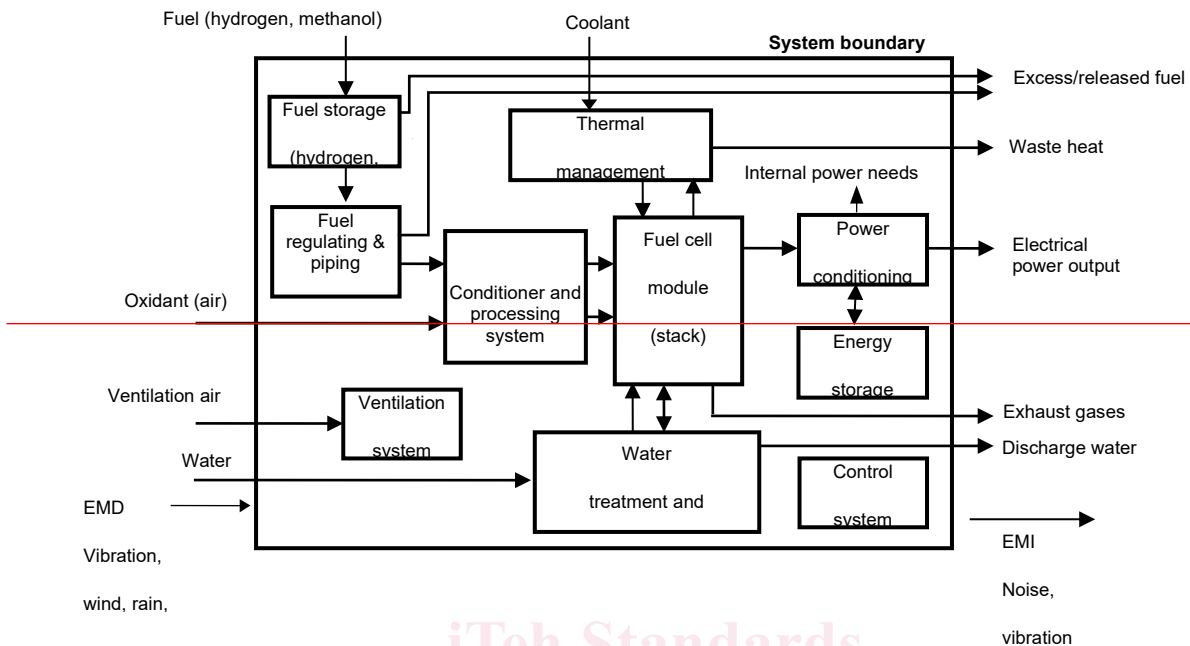 Fuel (hydrogen, methanol)
Coolant
System boundary
Excess/released fuel
Fuel storage
(hydrogen,
Thermal
management
Waste heat
Internal power needs
Fuel
regulating &
piping
Fuel cell
module
(stack)
Power
conditioning
Electrical
power output
Conditioner and
processing
system
Oxidant (air)
Energy
storage
Ventilation air
Ventilation
system
Exhaust gases
Discharge water
Water
Water
treatment and
Control
system
EMD
Vibration,
wind, rain,
EMI
Noise,
vibration
iTeh Standards